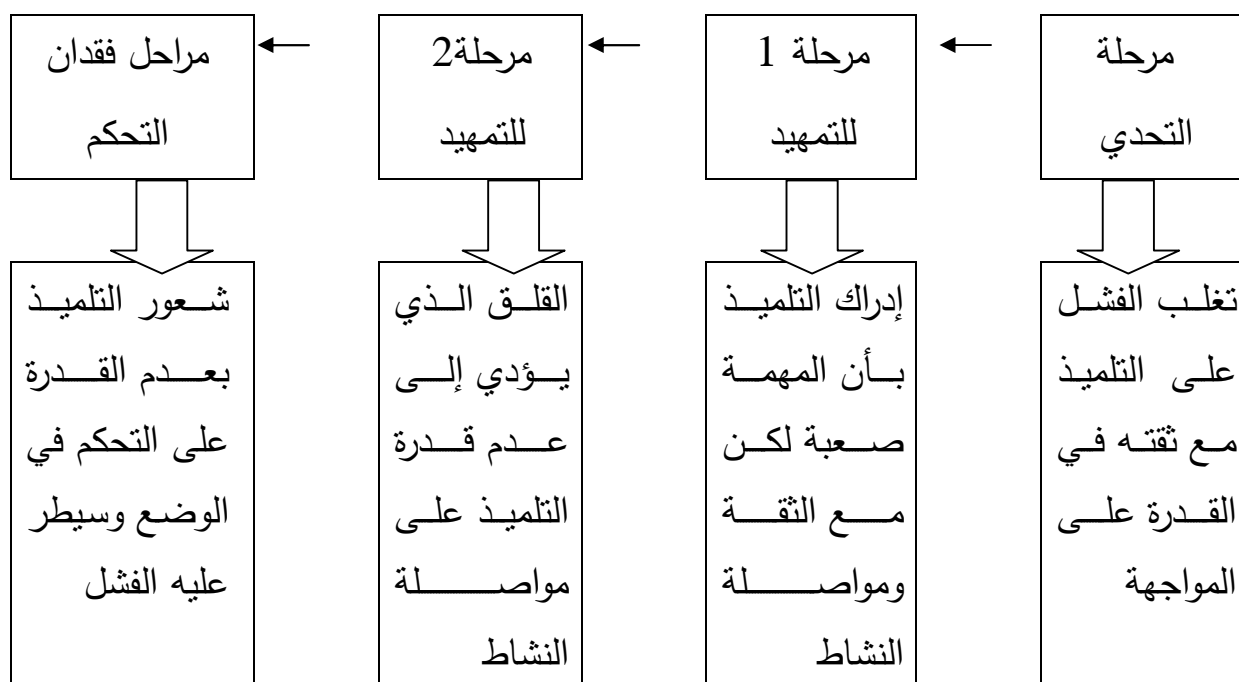 مرحلة
التحدي
مرحلة 1
للتمهيد
مرحلة2
للتمهيد
مراحل فقدان
التحكم
تغلب الفشل
على التلميذ
مع ثقته في
القدرة على
المواجهة
إدراك التلميذ
بأن المهمة
صعبة لكن
مع الثقة
ومواصلة
النشاط
القلق الذي
يؤدي إلى
عدم قدرة
التلميذ على
مواصلة
النشاط
شعور التلميذ
بعدم القدرة
على التحكم في
الوضع وسيطر
عليه الفشل